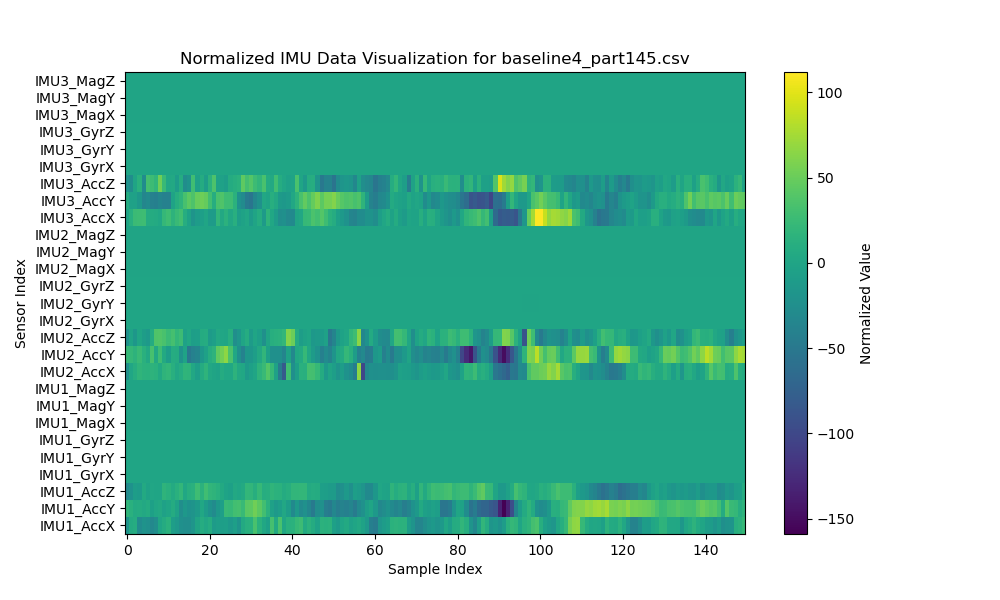 Normalized IMU Data Visualization for baseline4_part145.csv
IMU3_MagZ
IMU3_MagY
IMU3_MagX
IMU3_GyrZ
IMU3_GyrY
IMU3_GyrX
IMU3_AccZ
IMU3_AccY
IMU3_AccX
IMU2_MagZ
IMU2_MagY
IMU2_MagX
IMU2_GyrZ
IMU2_GyrY
IMU2_GyrX
IMU2_AccZ
IMU2_AccY
IMU2_AccX
IMU1_MagZ
IMU1_MagY
IMU1_MagX
IMU1_GyrZ
IMU1_GyrY
IMU1_GyrX
IMU1_AccZ
IMU1_AccY
IMU1_AccX
Sensor Index
0 20 40 60 80 100 120 140
Sample Index
100
50
0
−50
−100
−150
Normalized Value